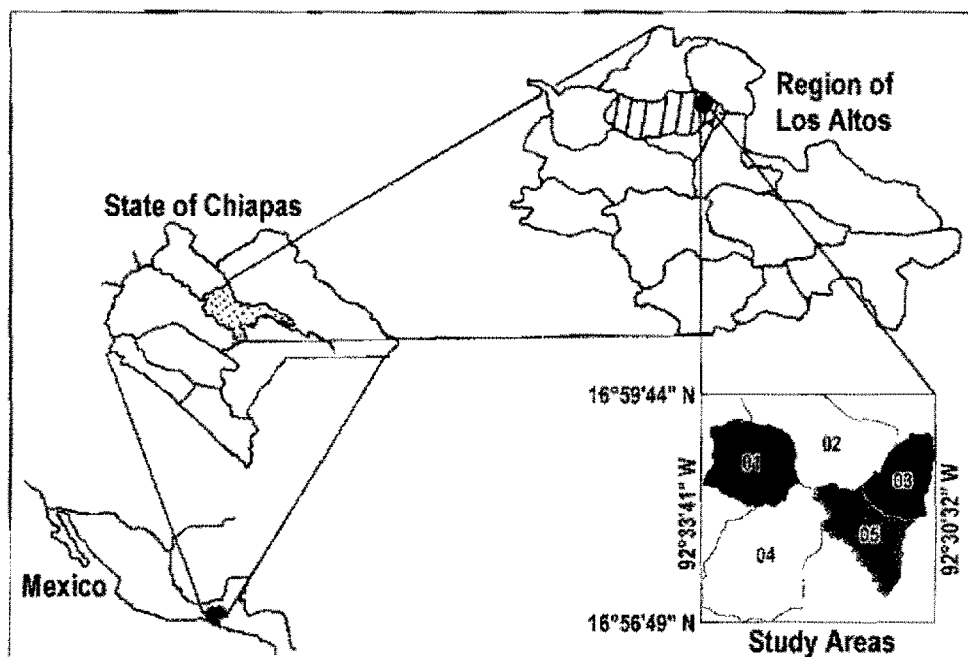 Region of
Los Altos
State of Chiapas
16°59'44" N
02
01
03
92°33'41" W
92°30'32" W
05
04
Mexico
16°56'49" N
Study Areas